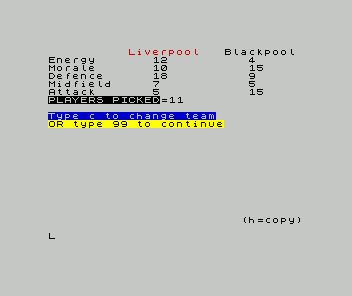 Liverpool Blackpool
Energy 12 4
Morale 10 15
Defence 18 9
Midfield 7 5
Attack 5 15
PLAYERS PICKED=11
Type c to change team
OR type 99 to continue
(h=copy)
L